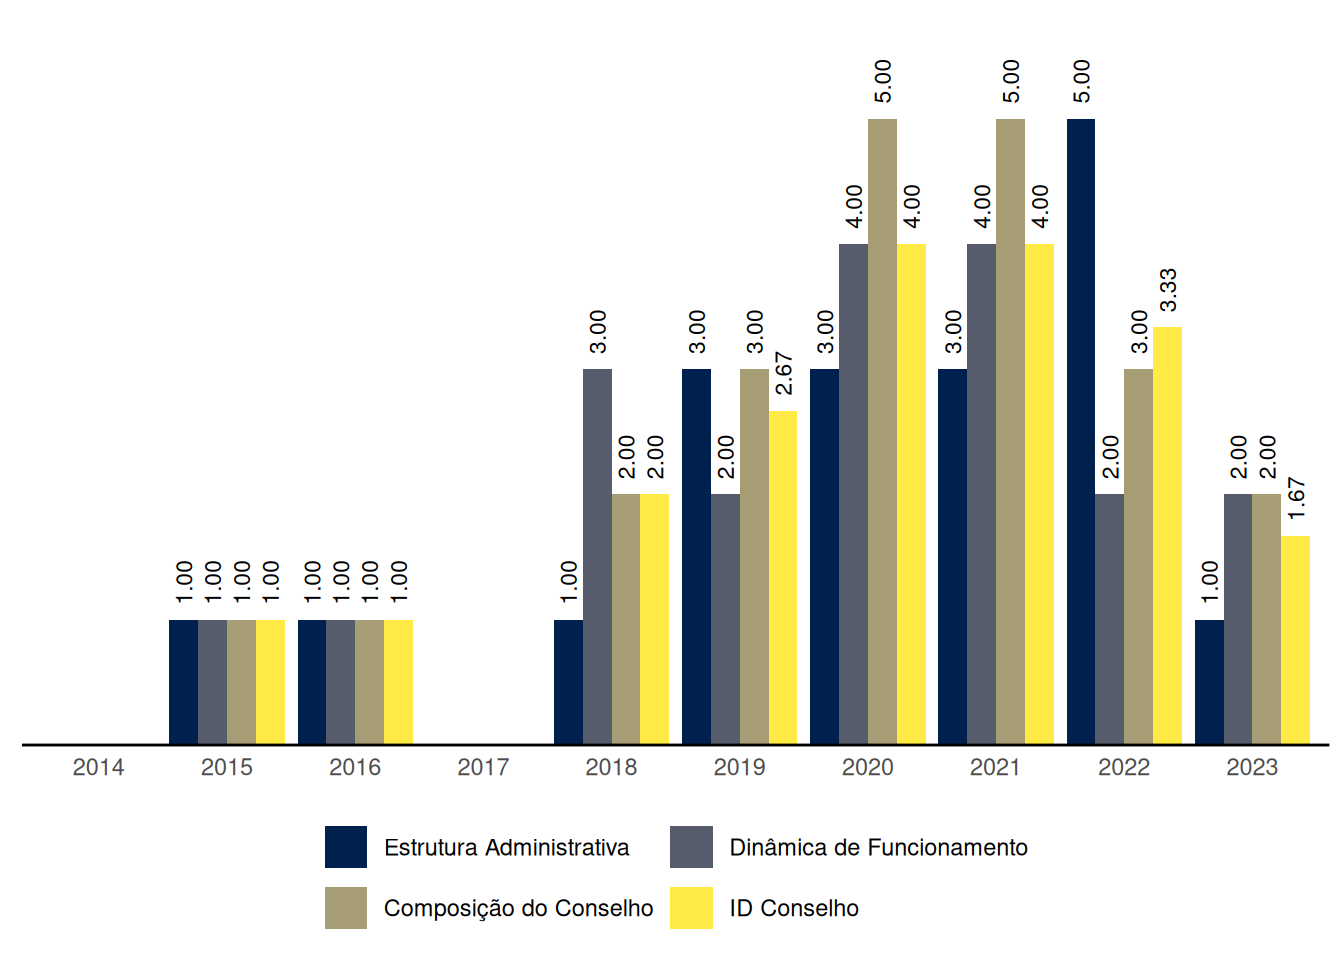 1.00 1.00 1.00 1.00 1.00 1.00 1.00 1.00 1.00 3.00 2.00 2.00 3.00 2.00 3.00 2.67 3.00 4.00 5.00 4.00 3.00 4.00 5.00 4.00 5.00 2.00 3.00 3.33 1.00 2.00 2.00 1.67
2014 2015 2016 2017 2018 2019 2020 2021 2022 2023
Estrutura Administrativa Dinâmica de Funcionamento
Composição do Conselho ID Conselho